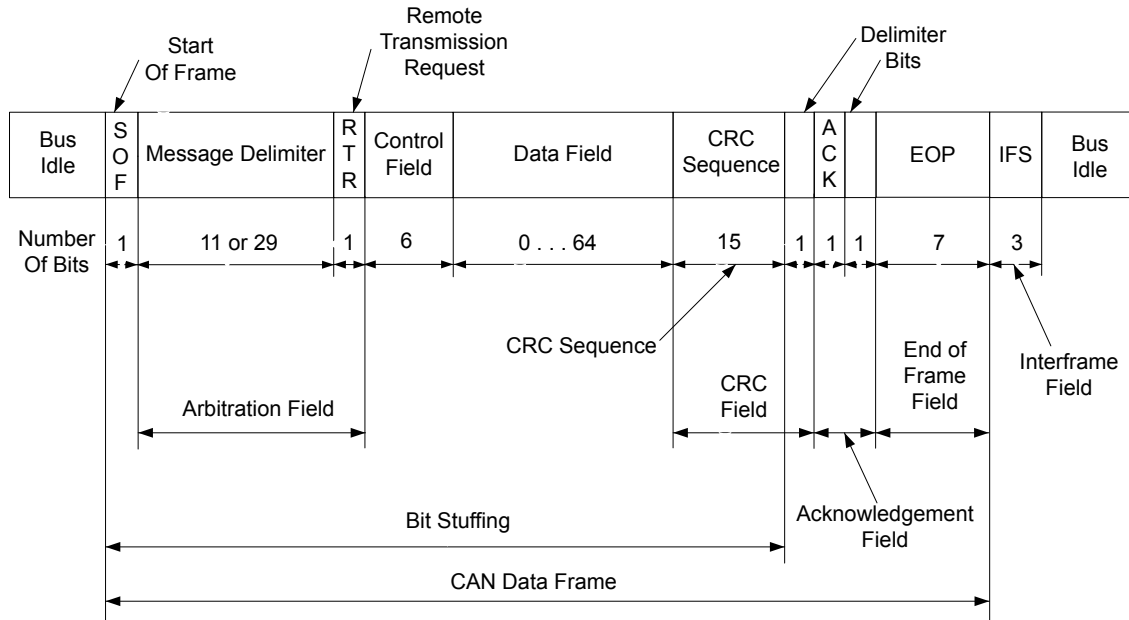 Start
Of Frame
Remote
Transmission
Request
Delimiter
Bits
Bus
Idle
S
O
F
Message Delimiter
R
T
R
Control
Field
Data Field
CRC
Sequence
A
C
K
EOP
IFS
Bus
Idle
Number
Of Bits
1
11 or 29
1
6
0 . . . 64
15
1
1
1
7
3
CRC Sequence
End of
Frame
Field
Interframe
Field
Arbitration Field
CRC
Field
Bit Stuffing
Acknowledgement
Field
CAN Data Frame